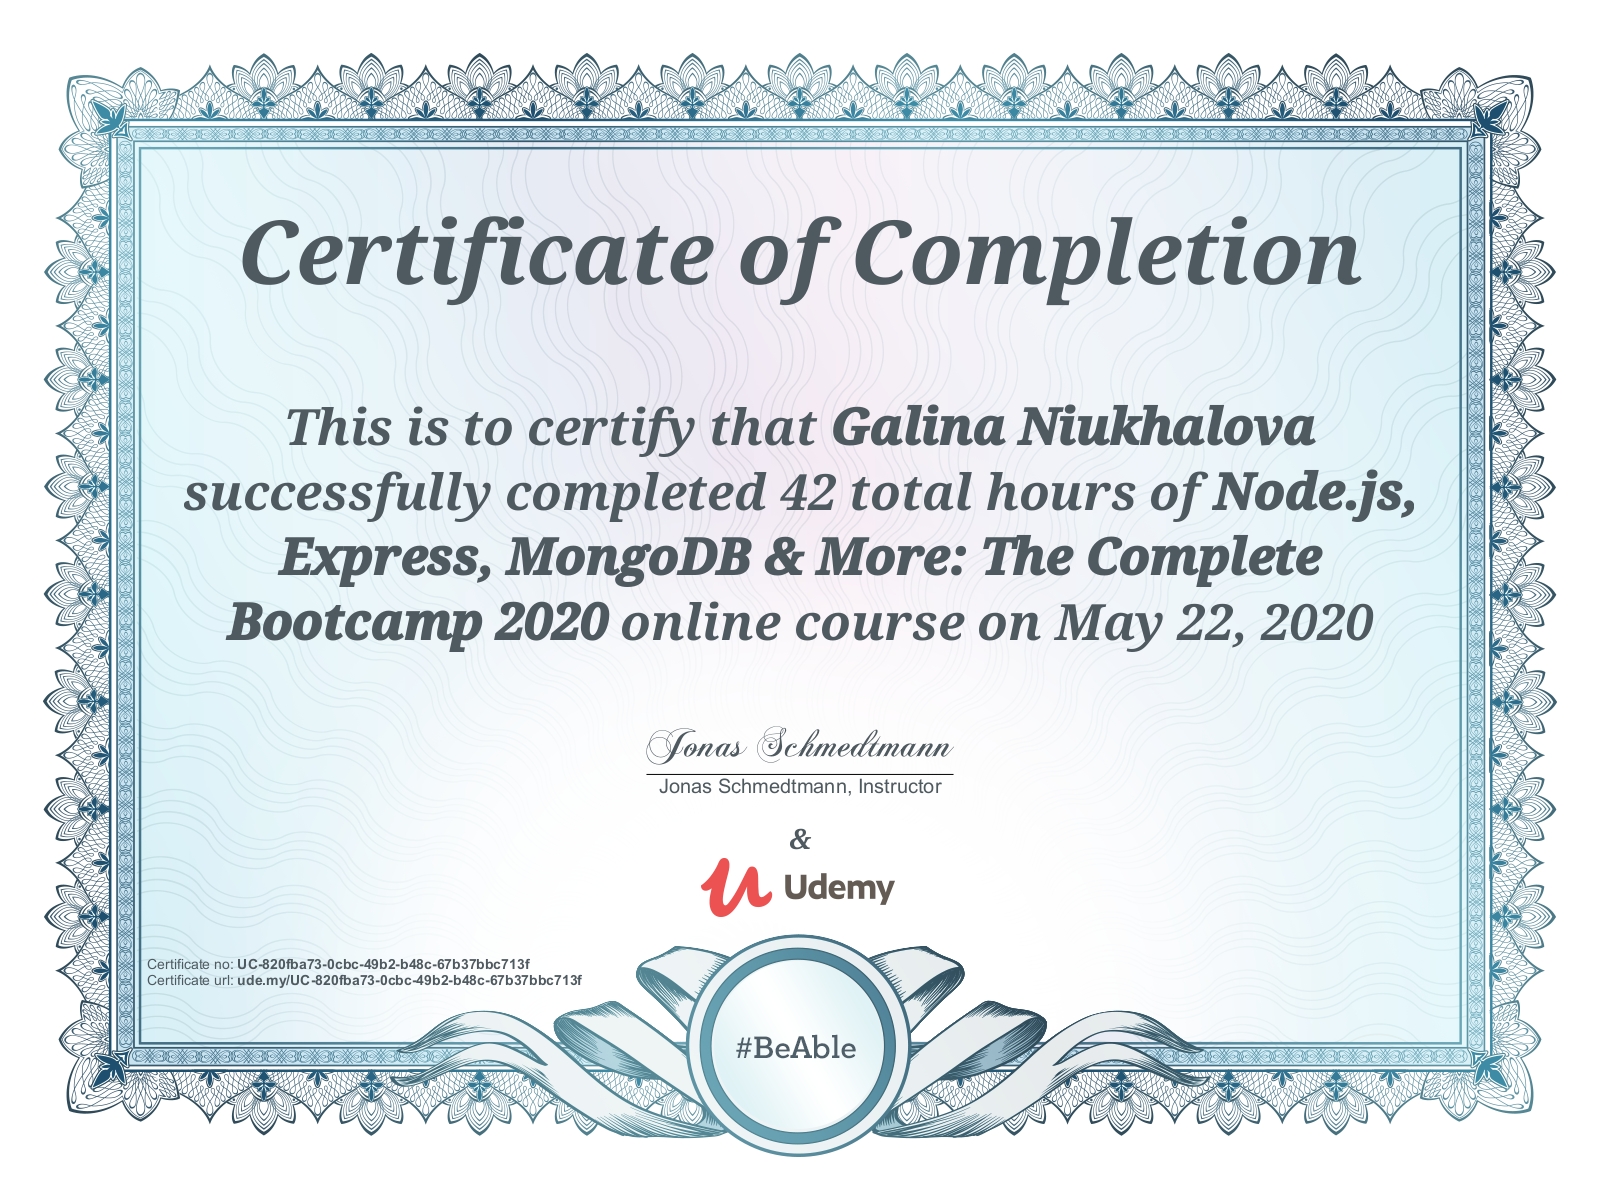 Certificate of Completion
This is to certify that Galina Niukhalova
successfully completed 42 total hours of Node.js,
Express, MongoDB & More: The Complete
Bootcamp 2020 online course on May 22, 2020
Jonas Schmedtmann
Jonas Schmedtmann, Instructor
&
Udemy
Certificate no: UC-820fba73-0cbc-49b2-b48c-67b37bbc713f
Certificate url: ude.my/UC-820fba73-0cbc-49b2-b48c-67b37bbc713f
#BeAble